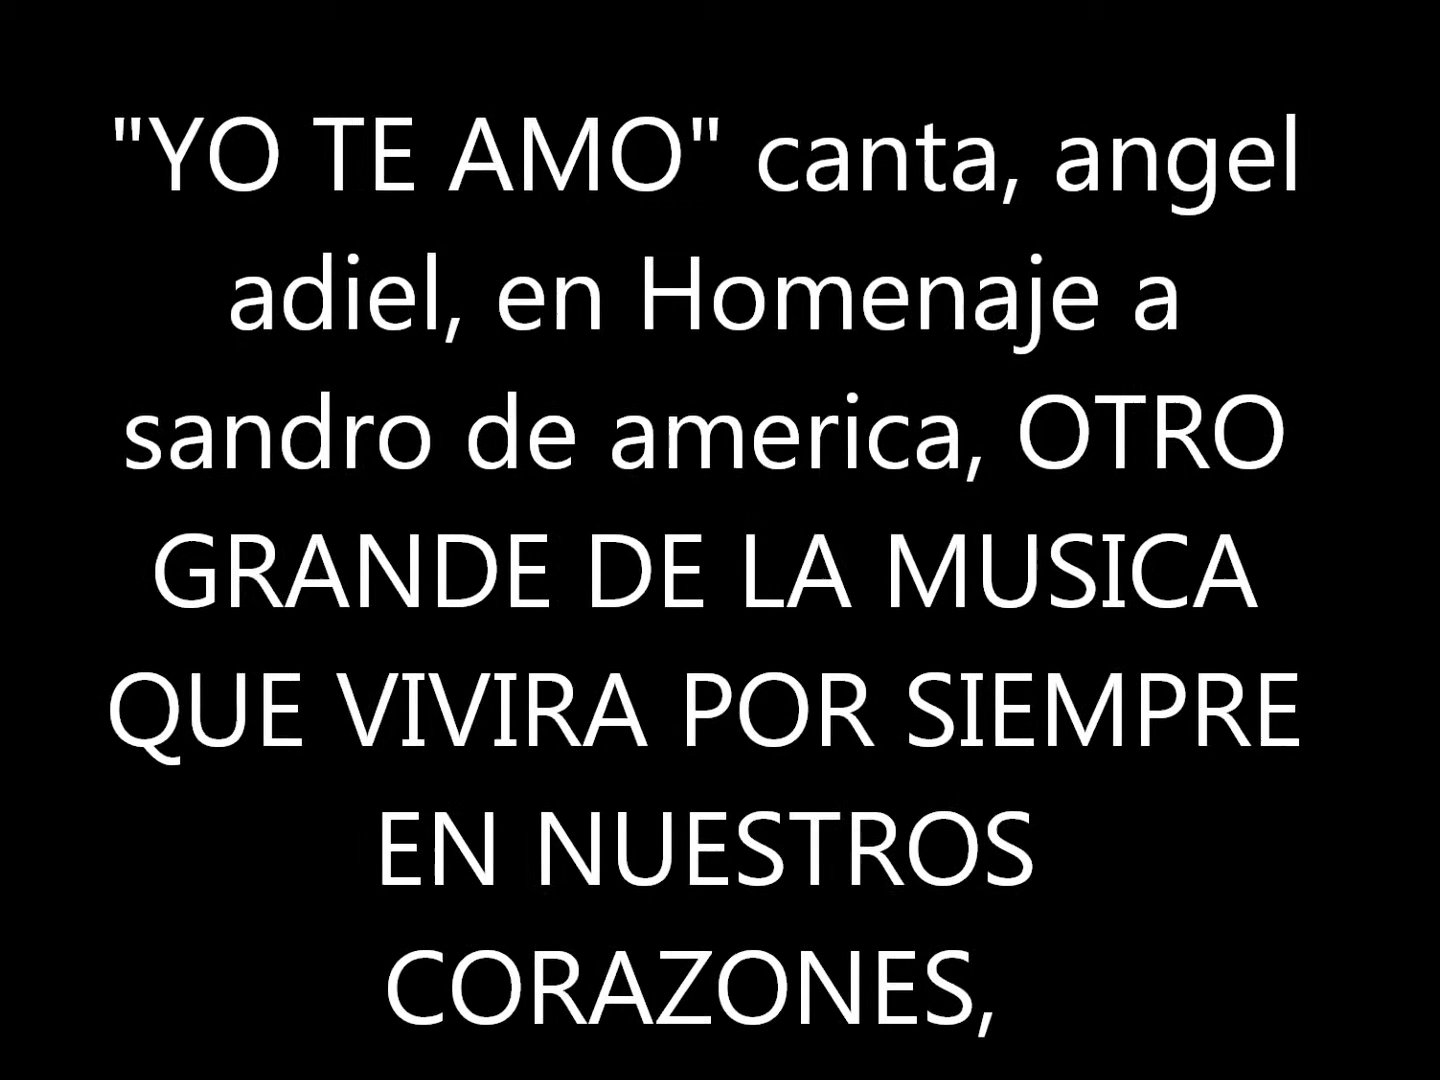 "YO TE AMO" canta, angel
adiel, en Homenaje a
sandro de america, OTRO
GRANDE DE LA MUSICA
QUE VIVIRA POR SIEMPRE
EN NUESTROS
CORAZONES,